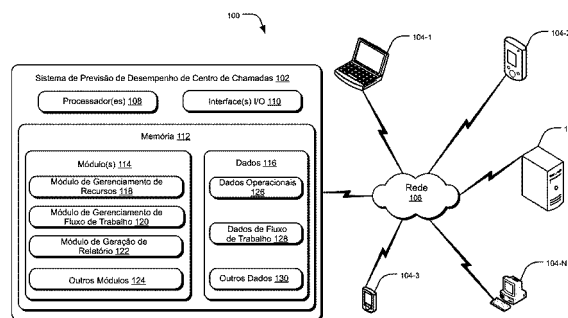 100
Sistema de Previsão de Desempenho de Centro de Chamadas 102
Processador(es) 108
Interface(s) I/O 110
Memória 112
Módulo(s) 114
Módulo de Gerenciamento de
Recursos 118
Módulo de Gerenciamento de
Fluxo de Trabalho 120
Módulo de Geração de
Relatório 122
Outros Módulos 124
Dados 116
Dados Operacionais
126
Dados de Fluxo
de Trabalho 128
Outros Dados 130
Rede
106
104-1
104-2
104-3
104-N